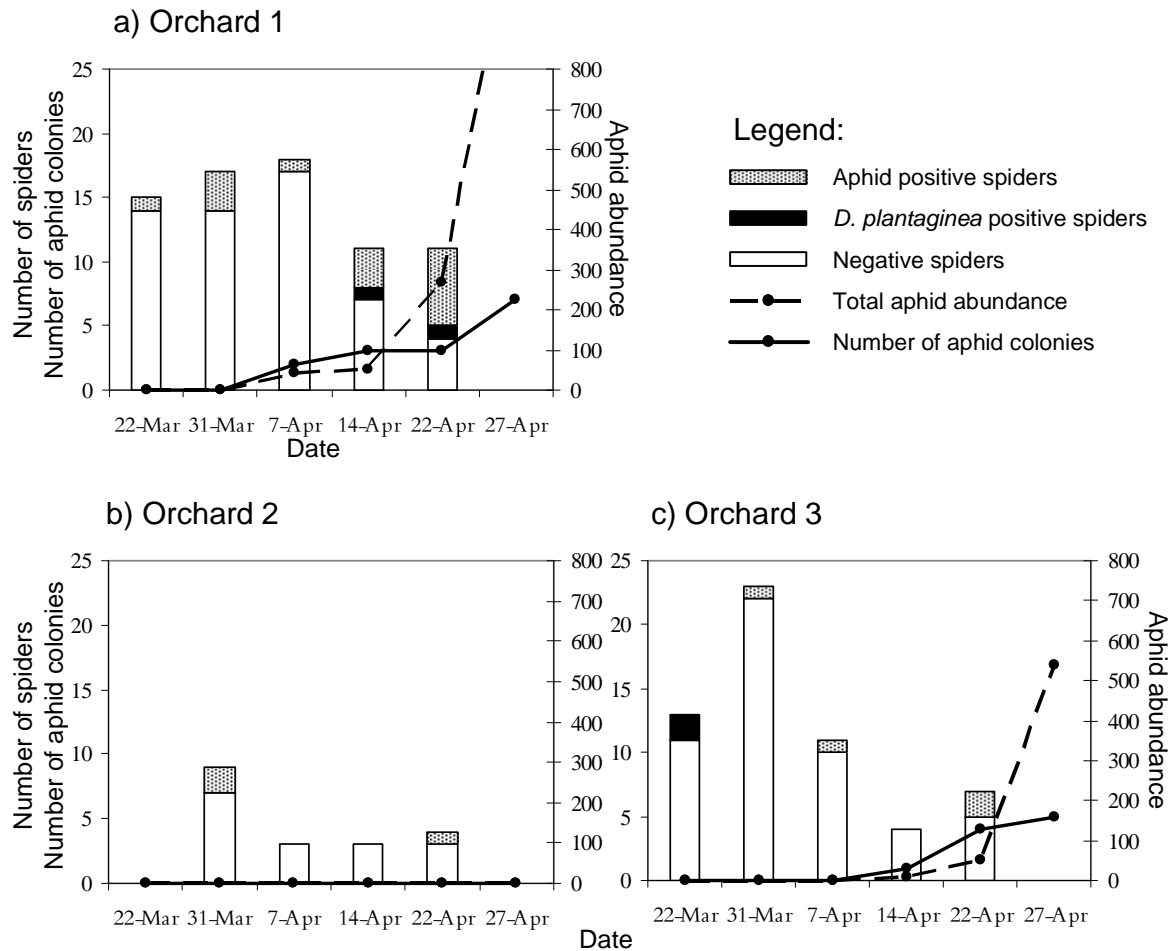 a) Orchard 1
25
20
15
10
5
0
Number of spiders
Number of aphid colonies
800
700
600
500
400
300
200
100
0
Aphid abundance
22-Mar 31-Mar 7-Apr 14-Apr 22-Apr 27-Apr
Date
Legend:
Aphid positive spiders
D. plantaginea positive spiders
Negative spiders
Total aphid abundance
Number of aphid colonies
b) Orchard 2
25
20
15
10
5
0
Number of spiders
Number of aphid colonies
800
700
600
500
400
300
200
100
0
22-Mar 31-Mar 7-Apr 14-Apr 22-Apr 27-Apr
c) Orchard 3
25
20
15
10
5
0
800
700
600
500
400
300
200
100
0
Aphid abundance
22-Mar 31-Mar 7-Apr 14-Apr 22-Apr 27-Apr
Date